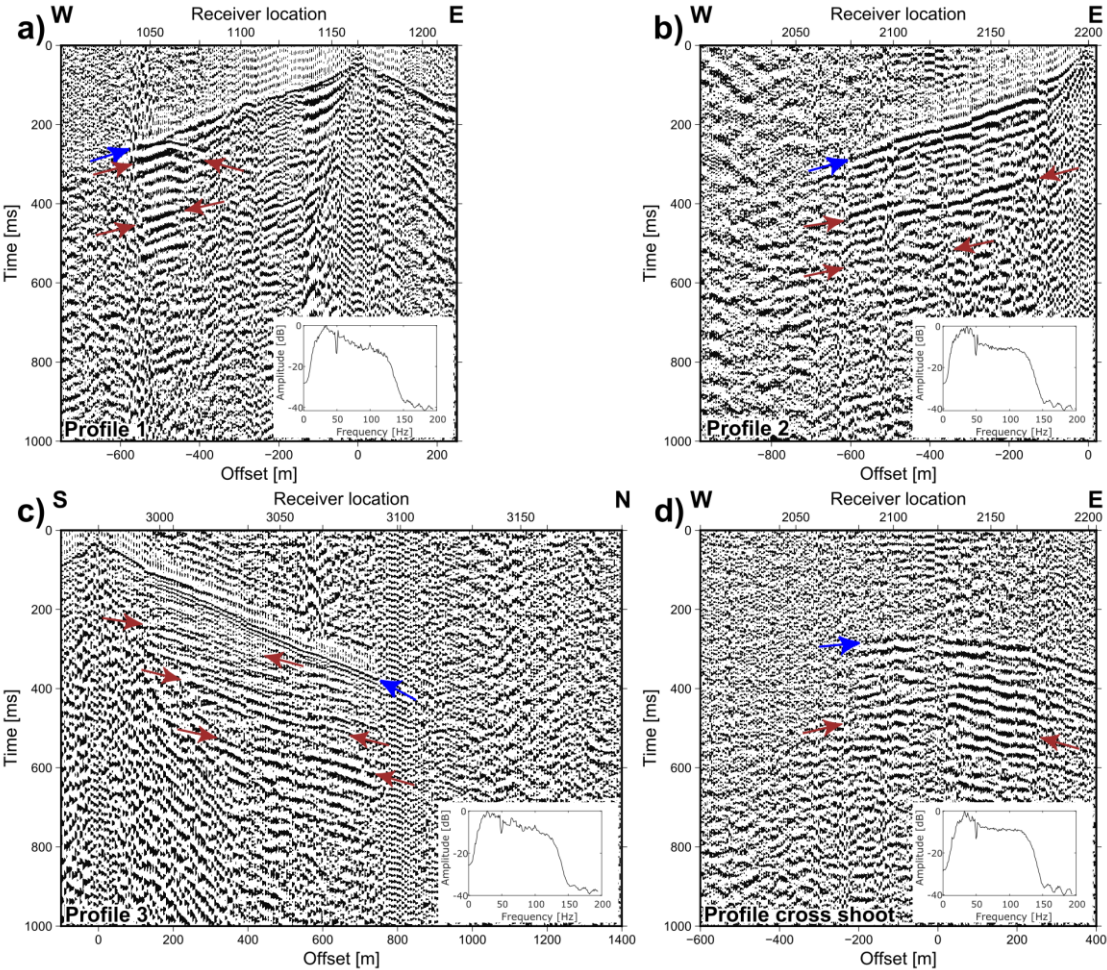 Receiver location
a) W E
1050 1100 1150 1200
0
200
400
600
800
1000
Time [ms]
−600 −400 −200 0 200
Offset [m]
Profile 1
Amplitude [dB]
0
−20
−40
0 50 100 150 200
Frequency [Hz]
Receiver location
b) W E
2050 2100 2150 2200
0
200
400
600
800
1000
Time [ms]
−800 −600 −400 −200 0
Offset [m]
Profile 2
Amplitude [dB]
0
−20
−40
0 50 100 150 200
Frequency [Hz]
Receiver location
c) S N
3000 3050 3100 3150
0
200
400
600
800
1000
Time [ms]
0 200 400 600 800 1000 1200 1400
Offset [m]
Profile 3
Amplitude [dB]
0
−20
−40
0 50 100 150 200
Frequency [Hz]
Receiver location
d) W E
2050 2100 2150 2200
0
200
400
600
800
1000
Time [ms]
−600 −400 −200 0 200 400
Offset [m]
Profile cross shoot
Amplitude [dB]
0
−20
−40
0 50 100 150 200
Frequency [Hz]